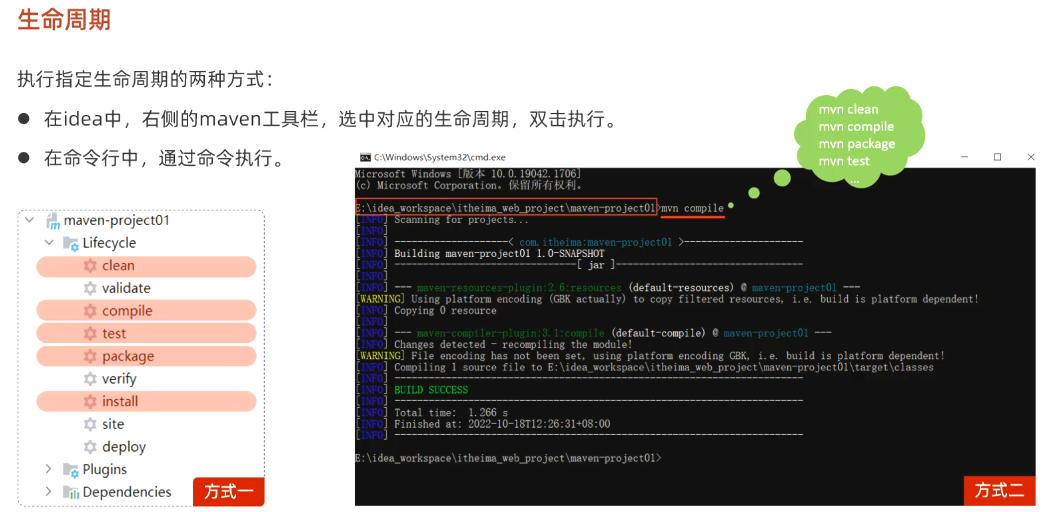 生命周期
执行指定生命周期的两种方式：
● 在idea中，右侧的maven工具栏，选中对应的生命周期，双击执行。
● 在命令行中，通过命令执行。
maven-project01
Lifecycle
clean
validate
compile
test
package
verify
install
site
deploy
Plugins
Dependencies
方式一
mvn clean
mvn compile
mvn package
mvn test
...
C:\Windows\System32\cmd.exe
Microsoft Windows [版本 10.0.19042.1706]
(c) Microsoft Corporation。保留所有权利。
E:\idea_workspace\itheima_web_project\maven-project01>mvn compile
[INFO] Scanning for projects...
[INFO]
[INFO] --------------------< com.itheima:maven-project01 >---------------------
[INFO] Building maven-project01 1.0-SNAPSHOT
[INFO] --------------------------------[ jar ]---------------------------------
[INFO]
[INFO] --- maven-resources-plugin:2.6:resources (default-resources) @ maven-project01 ---
[WARNING] Using platform encoding (GBK actually) to copy filtered resources, i.e. build is platform dependent!
[INFO] Copying 0 resource
[INFO]
[INFO] --- maven-compiler-plugin:3.1:compile (default-compile) @ maven-project01 ---
[INFO] Changes detected - recompiling the module!
[WARNING] File encoding has not been set, using platform encoding GBK, i.e. build is platform dependent!
[INFO] Compiling 1 source file to E:\idea_workspace\itheima_web_project\maven-project01\target\classes
[INFO] ------------------------------------------------------------------------
[INFO] BUILD SUCCESS
[INFO] ------------------------------------------------------------------------
[INFO] Total time:  1.266 s
[INFO] Finished at: 2022-10-18T12:26:31+08:00
[INFO] ------------------------------------------------------------------------
E:\idea_workspace\itheima_web_project\maven-project01>
方式二